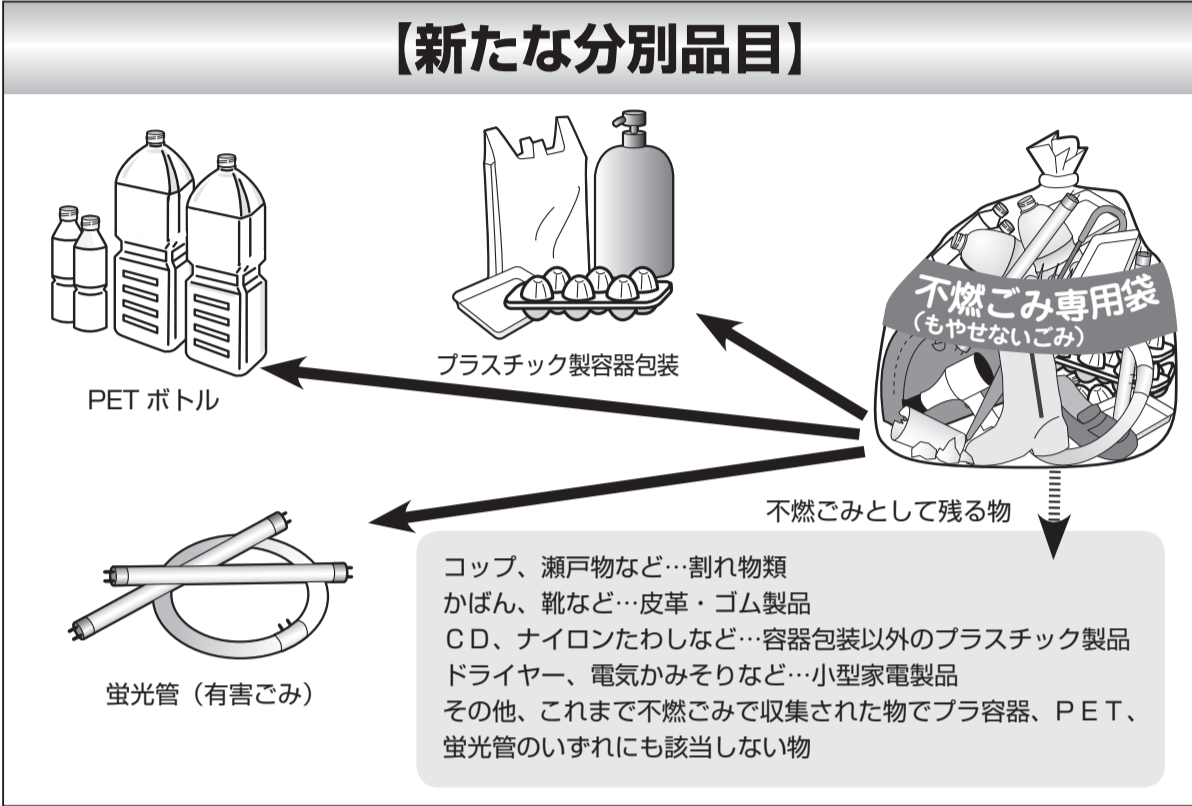 【新たな分別品目】
不燃ごみ専用袋
（もやせないごみ）
プラスチック製容器包装
PET ボトル
不燃ごみとして残る物
コップ、瀬戸物など…割れ物類
かばん、靴など…皮革・ゴム製品
ＣＤ、ナイロンたわしなど…容器包装以外のプラスチック製品
ドライヤー、電気かみそりなど…小型家電製品
その他、これまで不燃ごみで収集された物でプラ容器、ＰＥＴ、
蛍光管のいずれにも該当しない物
蛍光管（有害ごみ）